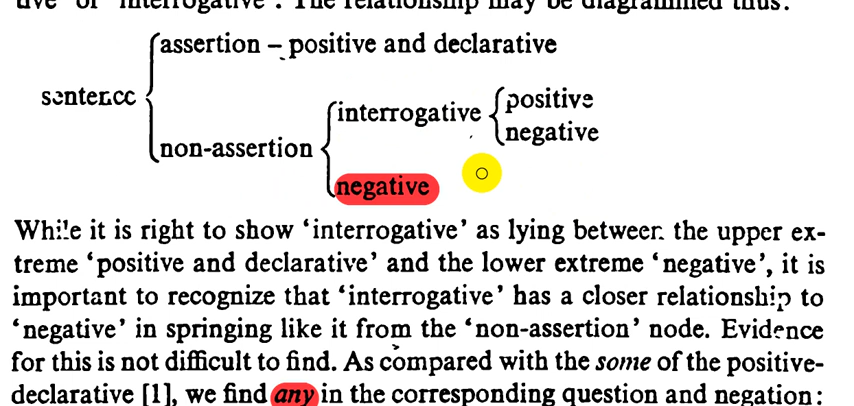 tive' or 'interrogative'. The relationship may be diagrammed thus:
assertion – positive and declarative
sentence
interrogative
positive
negative
non-assertion
negative
While it is right to show 'interrogative' as lying between the upper ex-
treme 'positive and declarative' and the lower extreme 'negative', it is
important to recognize that 'interrogative' has a closer relationship to
'negative' in springing like it from the 'non-assertion' node. Evidence
for this is not difficult to find. As compared with the some of the positive-
declarative [1], we find any in the corresponding question and negation: